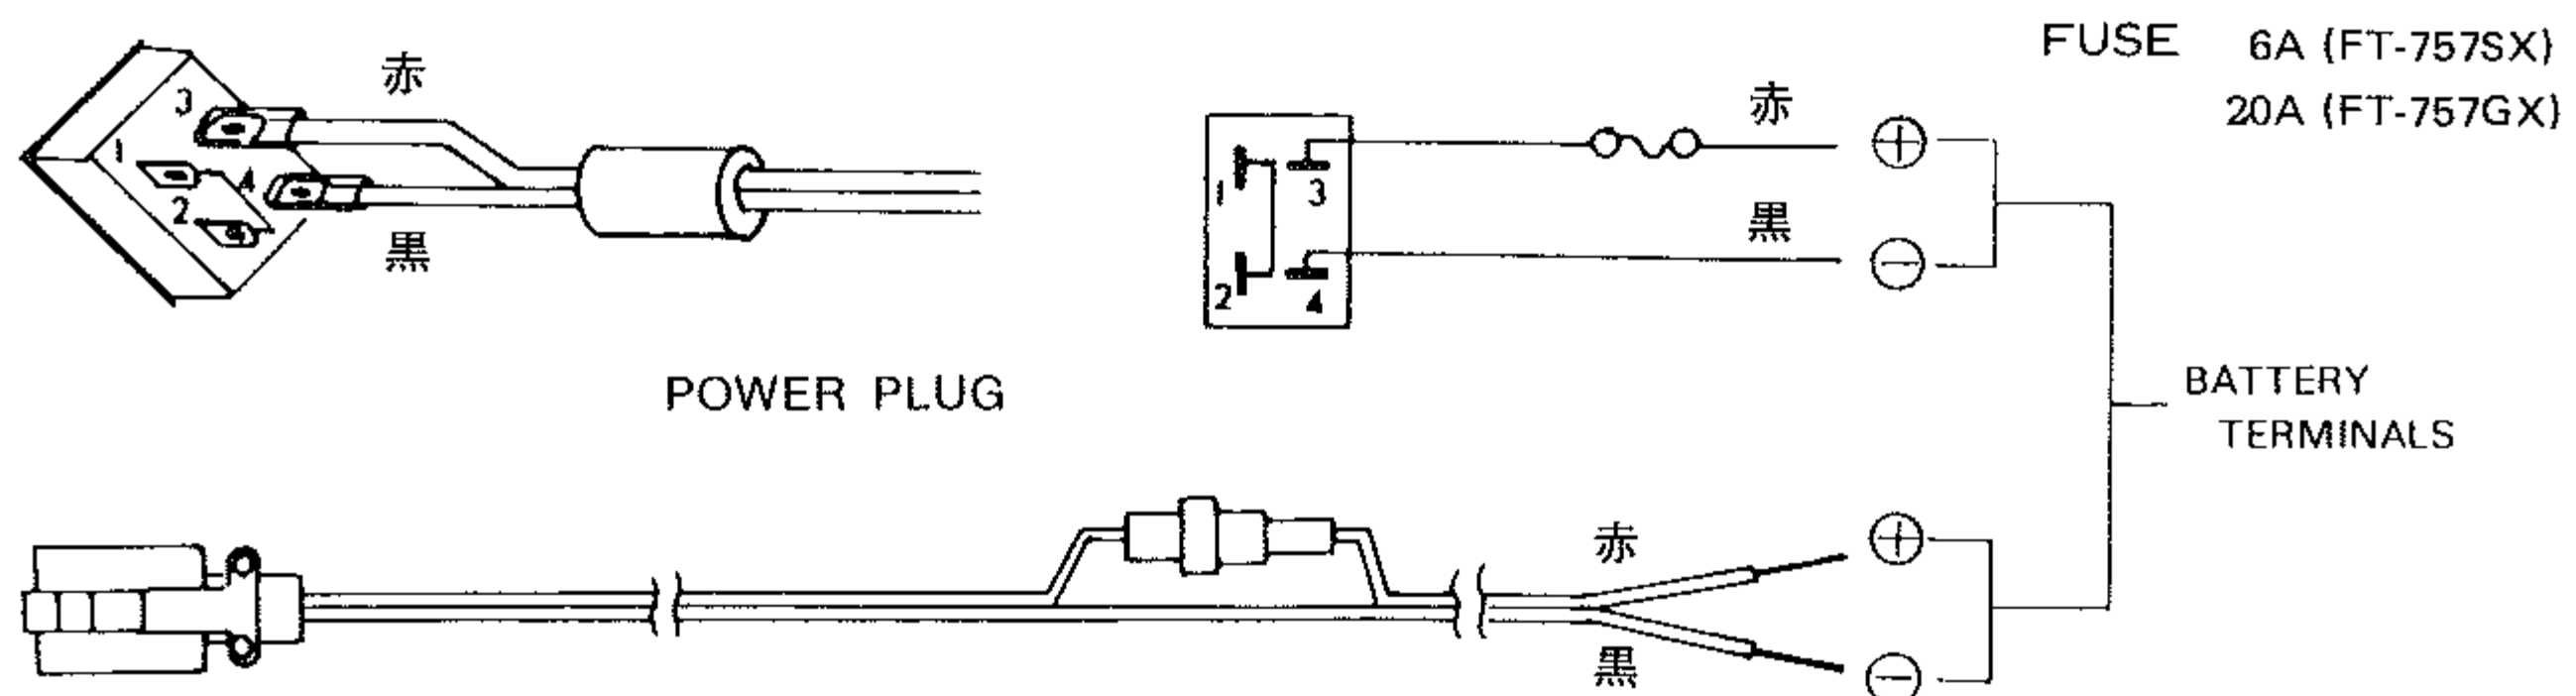 FUSE 6A (FT-757SX)
20A (FT-757GX)
赤
3
1
4
2
黒
赤
1
3
黒
2
4
POWER PLUG
BATTERY
TERMINALS
赤
黒